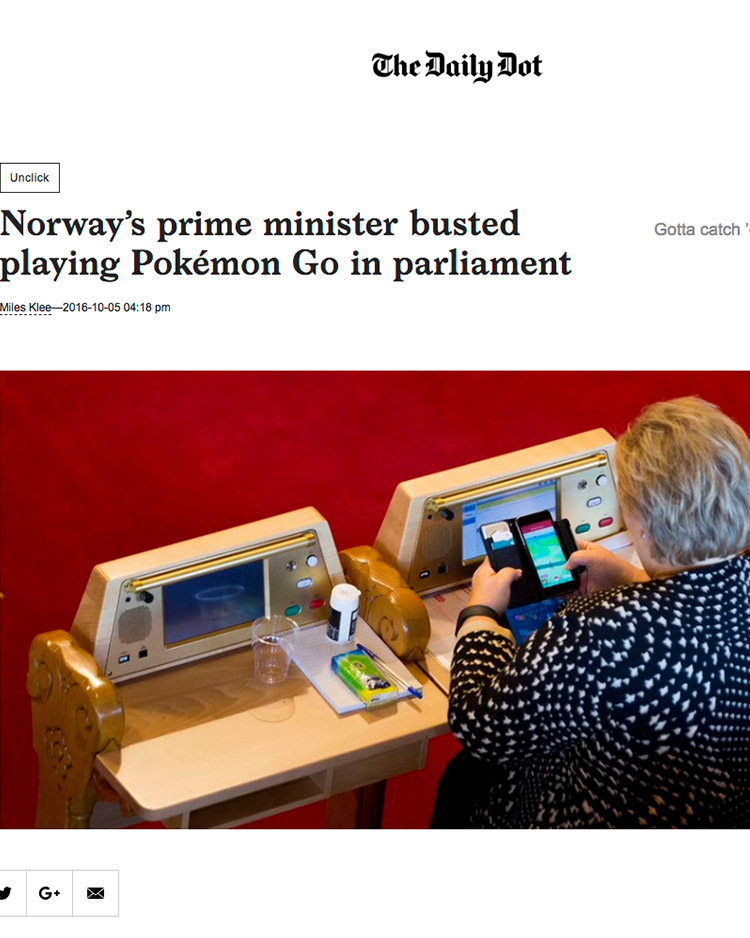 The Daily Dot
Unclick
Norway’s prime minister busted
playing Pokémon Go in parliament
Gotta catch ’
Miles Klee—2016-10-05 04:18 pm
G+